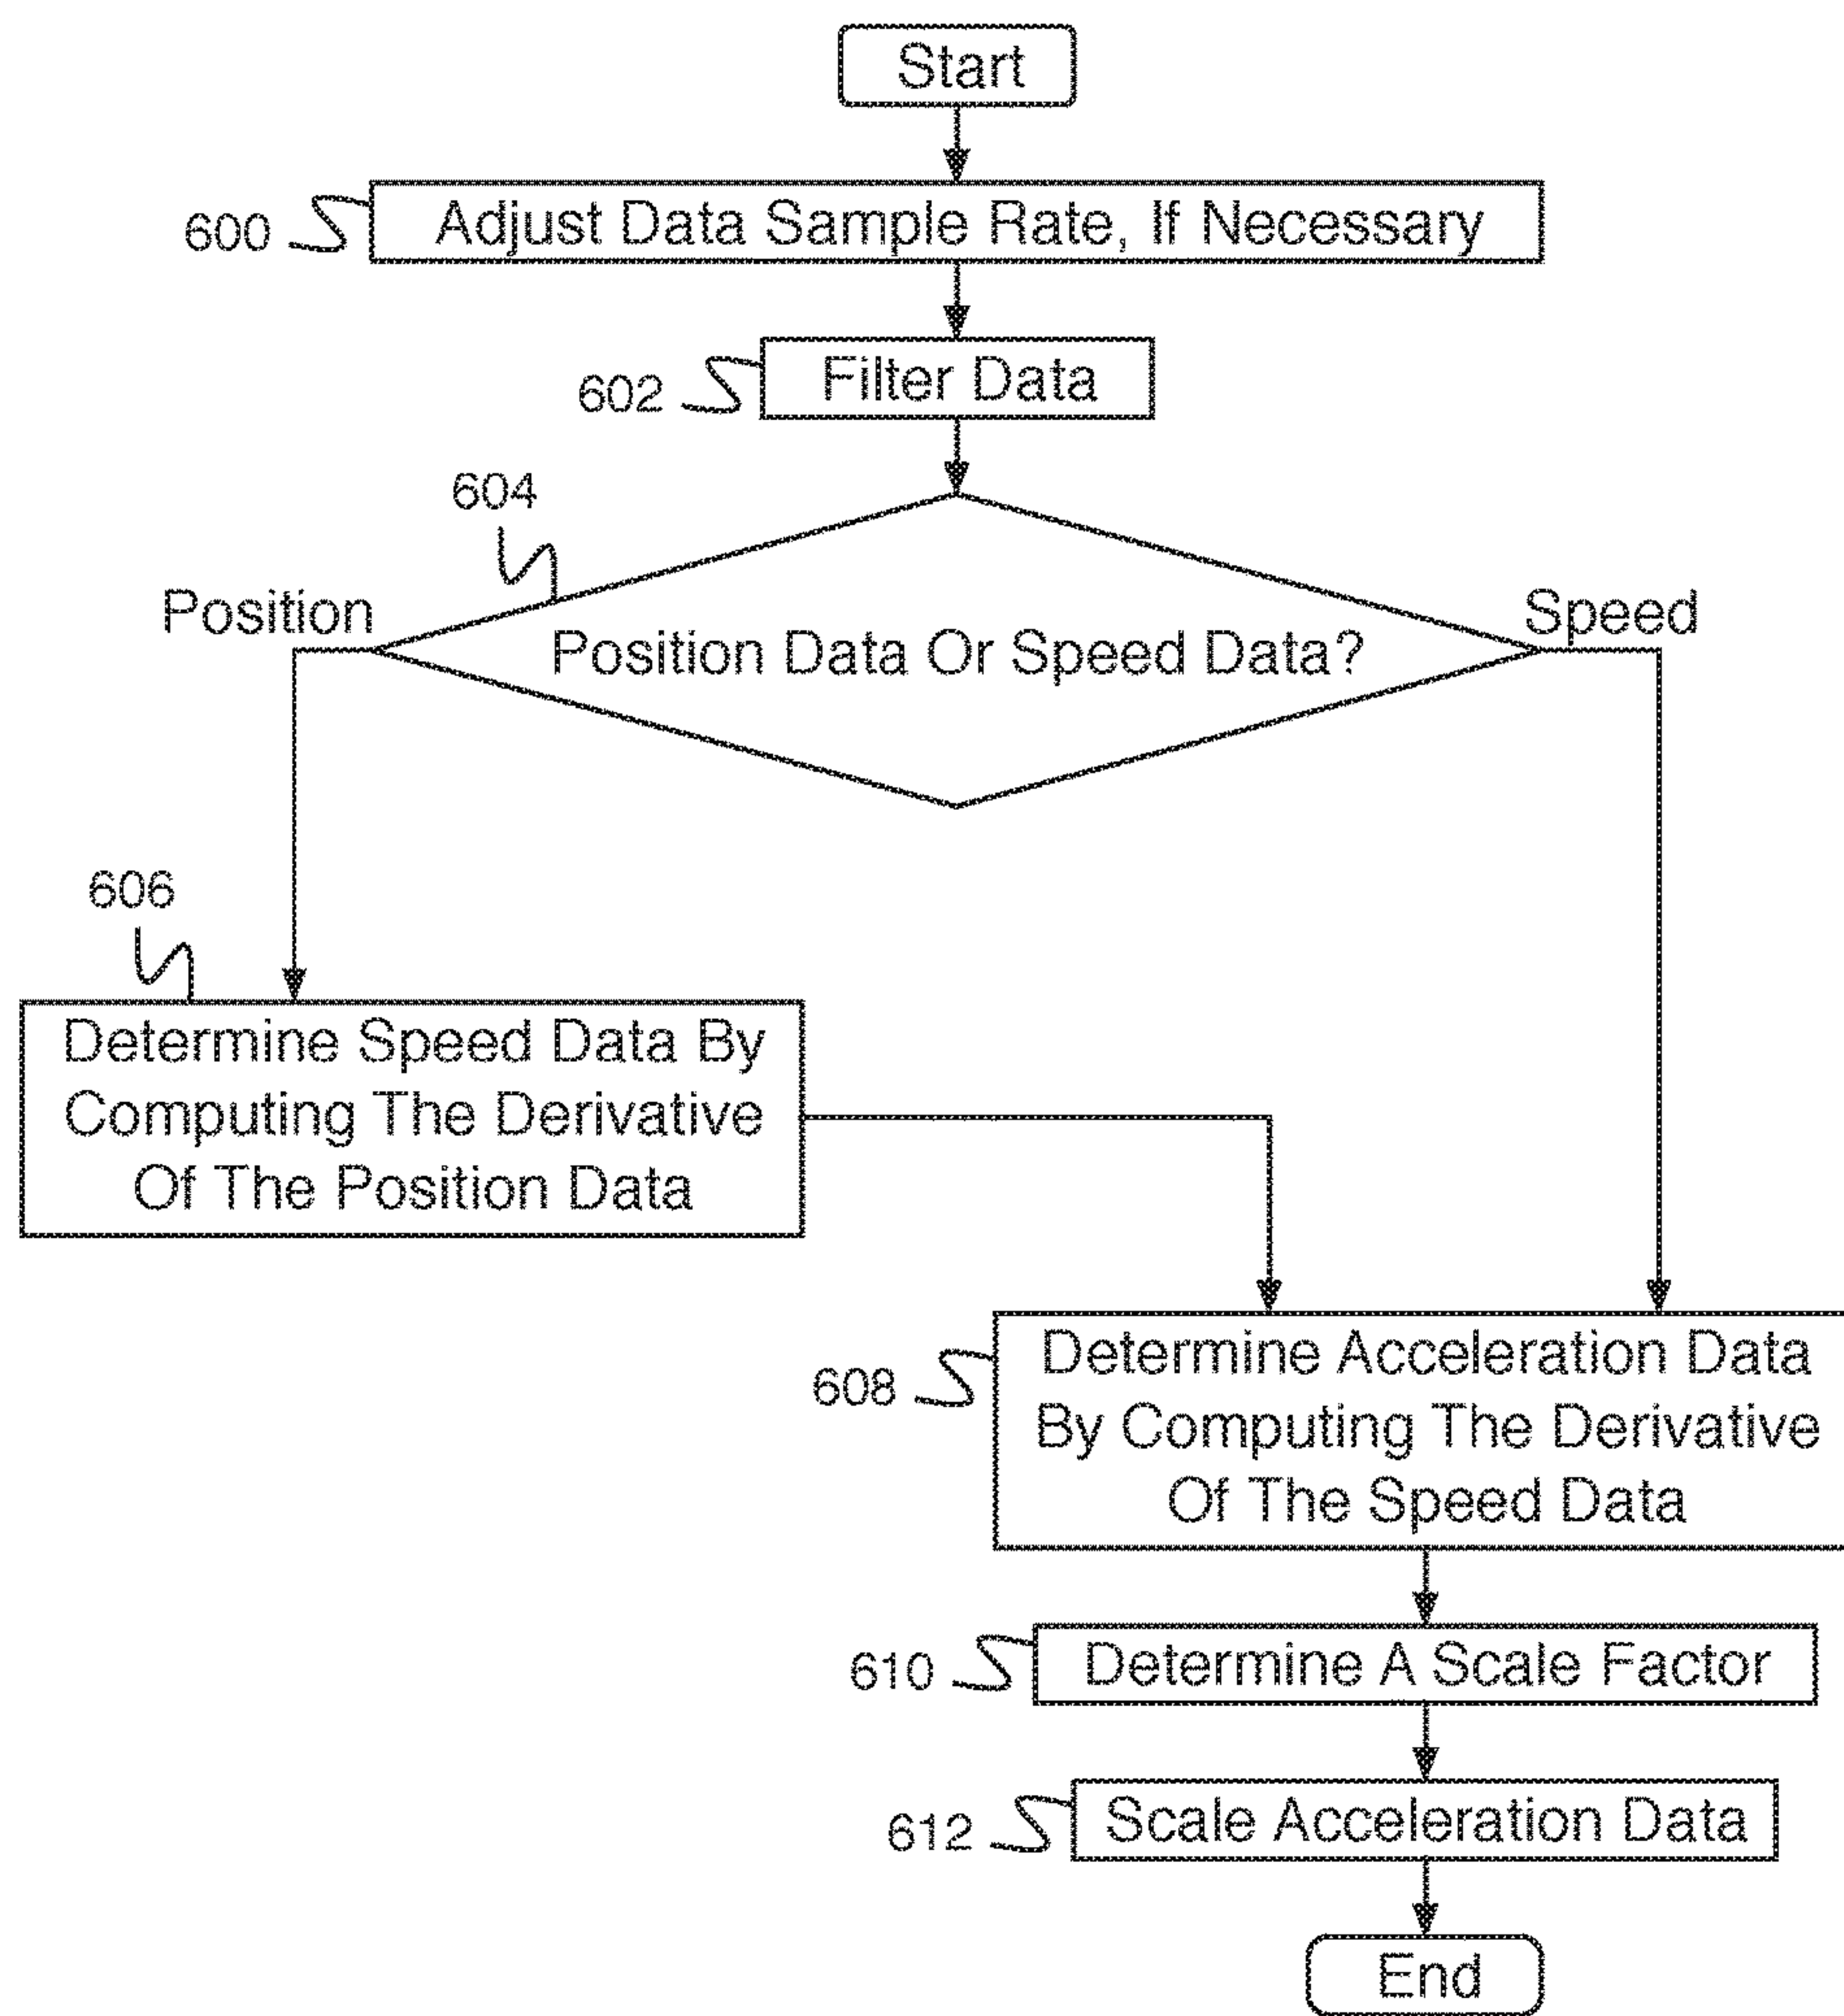 Start
600
Adjust Data Sample Rate, If Necessary
602
Filter Data
604
Position
Speed
Position Data Or Speed Data?
606
Determine Speed Data By
Computing The Derivative
Of The Position Data
608
Determine Acceleration Data
By Computing The Derivative
Of The Speed Data
610
Determine A Scale Factor
612
Scale Acceleration Data
End